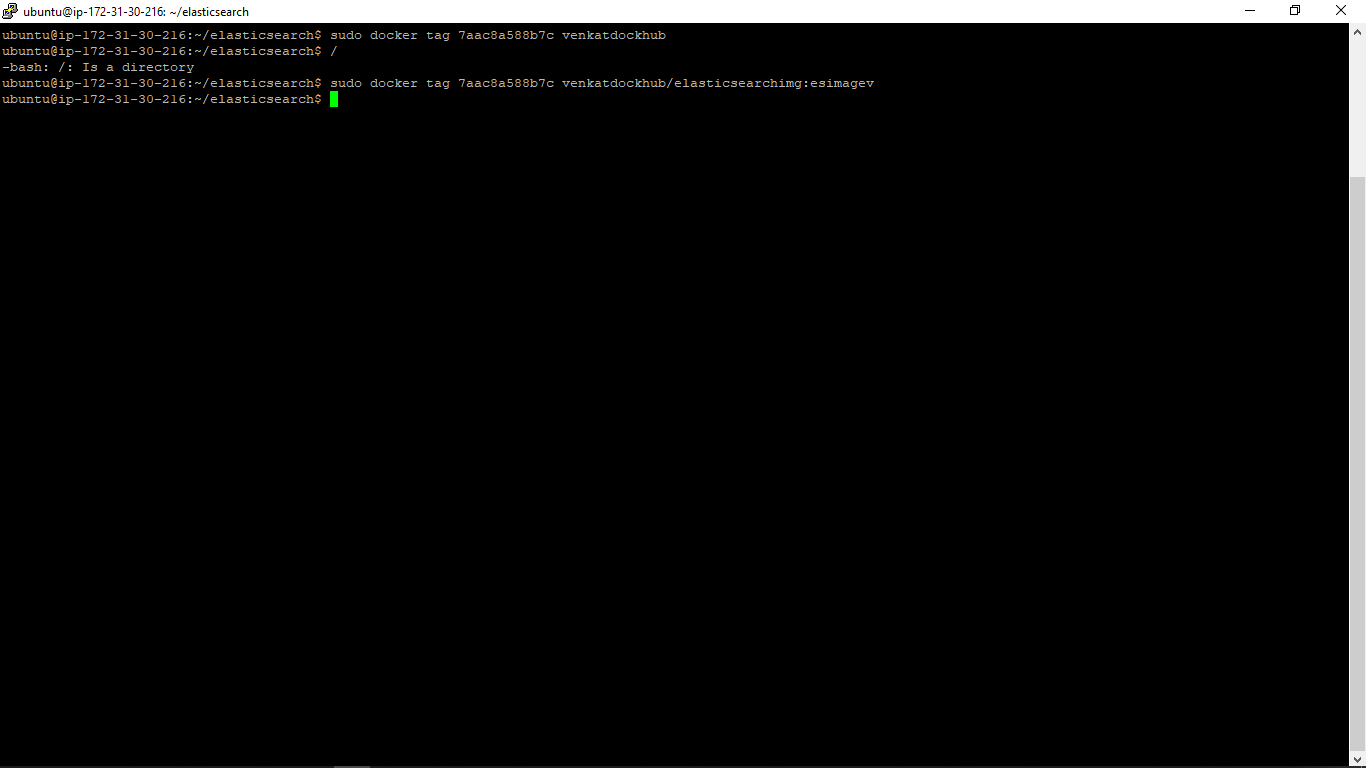 ubuntu@ip-172-31-30-216: ~/elasticsearch
ubuntu@ip-172-31-30-216:~/elasticsearch$ sudo docker tag 7aac8a588b7c venkatdockhub
ubuntu@ip-172-31-30-216:~/elasticsearch$ /
-bash: /: Is a directory
ubuntu@ip-172-31-30-216:~/elasticsearch$ sudo docker tag 7aac8a588b7c venkatdockhub/elasticsearchimg:esimagev
ubuntu@ip-172-31-30-216:~/elasticsearch$